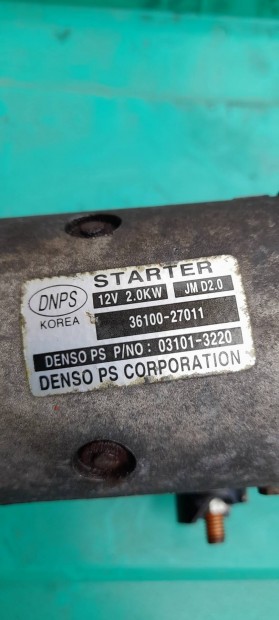 STARTER
DNPS
12V 2.0KW JM D2.0
KOREA
36100-27011
DENSO PS P/NO: 03101-3220
DENSO PS CORPORATION